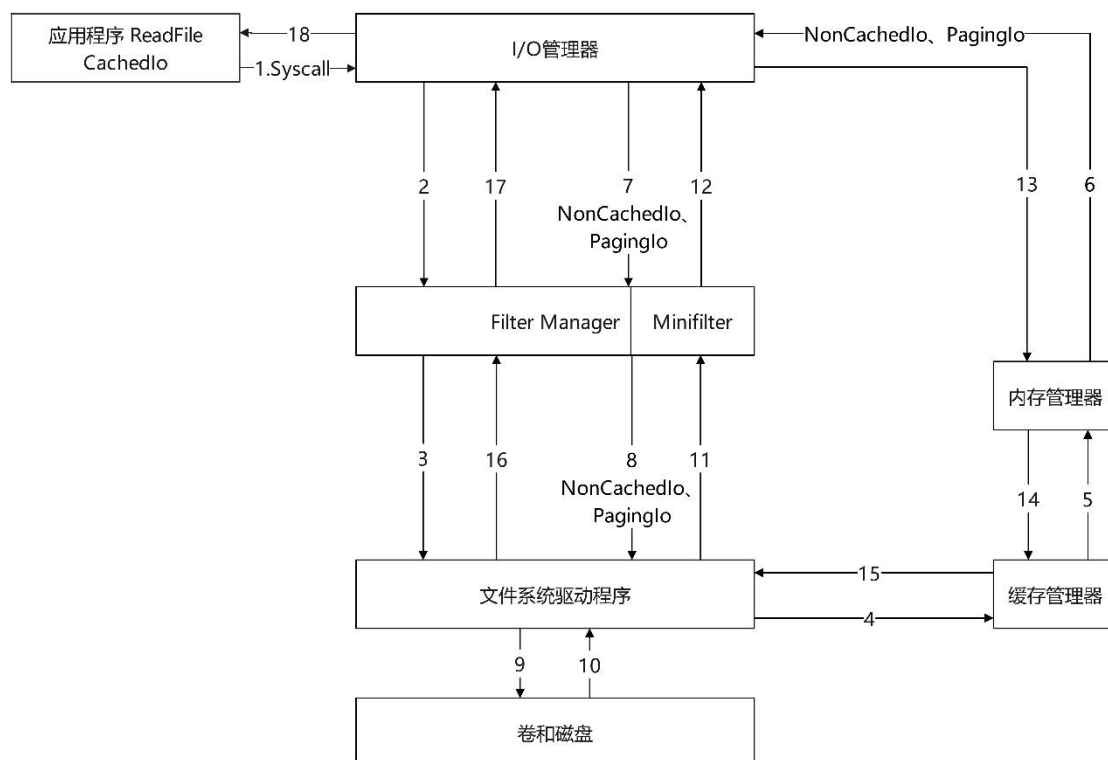 应用程序 ReadFile
CachedIo
18
1.Syscall
I/O管理器
NonCachedIo、PagingIo
2
17
7
12
13
6
NonCachedIo、
PagingIo
Filter Manager
Minifilter
内存管理器
3
16
8
11
14
5
NonCachedIo、
PagingIo
15
文件系统驱动程序
4
缓存管理器
9
10
卷和磁盘